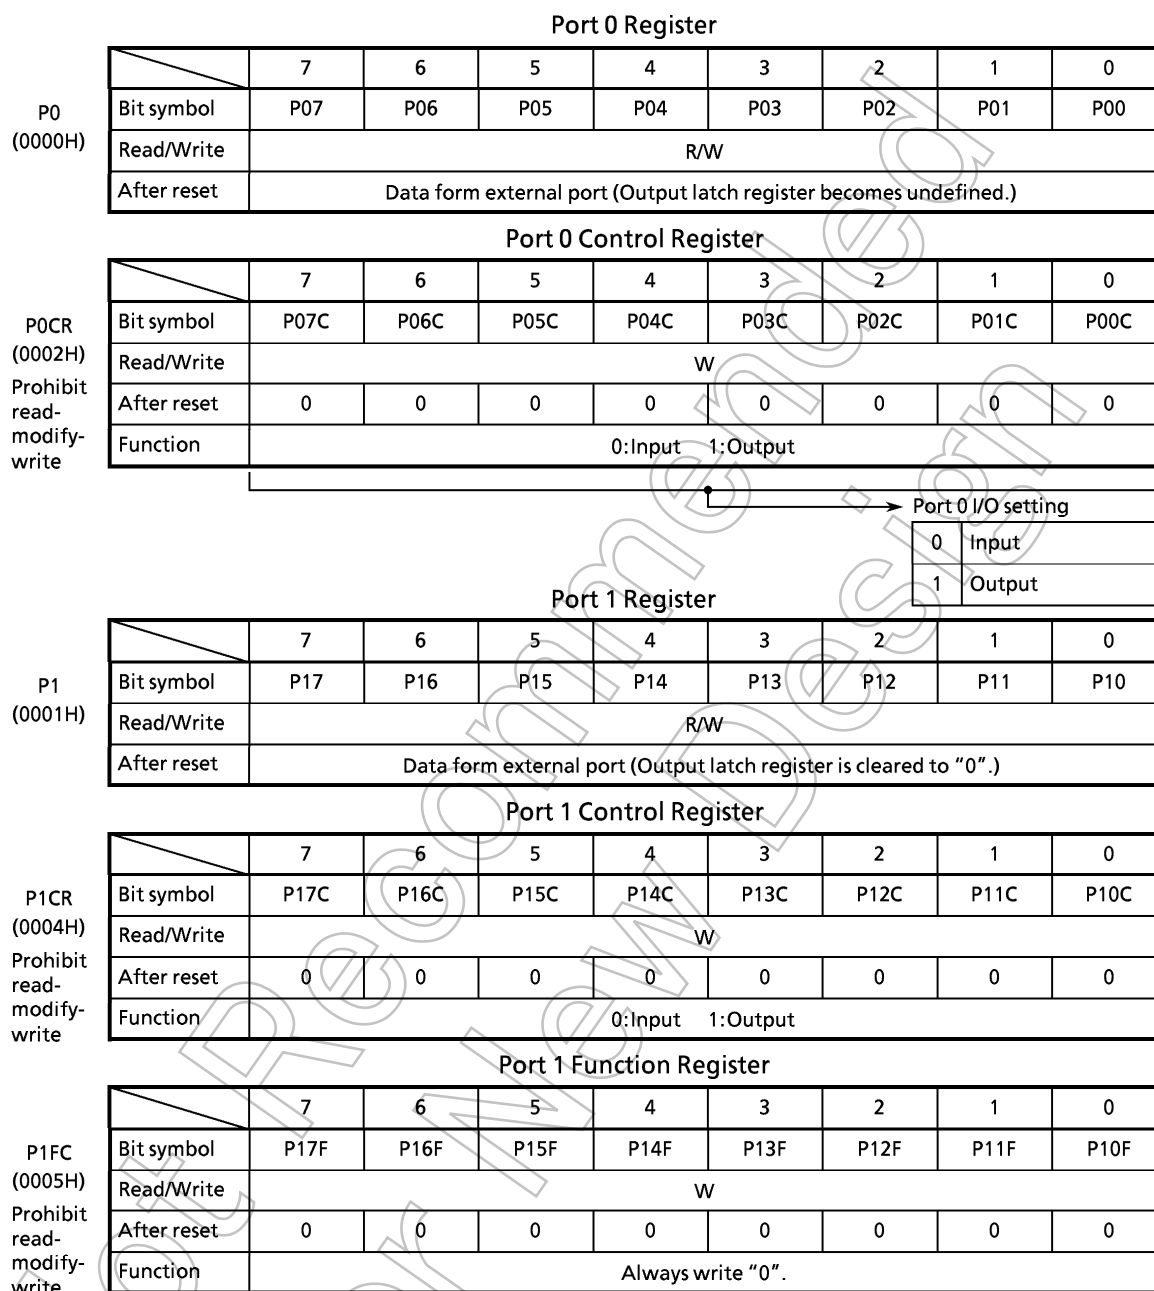 Port 0 Register
7 6 5 4 3 2 1 0
P0
(0000H)
Bit symbol P07 P06 P05 P04 P03 P02 P01 P00
Read/Write R/W
After reset Data form external port (Output latch register becomes undefined.)
Port 0 Control Register
7 6 5 4 3 2 1 0
P0CR
(0002H)
Prohibit
read-
modify-
write
Bit symbol P07C P06C P05C P04C P03C P02C P01C P00C
Read/Write W
After reset 0 0 0 0 0 0 0 0
Function 0:Input 1:Output
Port 0 I/O setting
0 Input
1 Output
Port 1 Register
7 6 5 4 3 2 1 0
P1
(0001H)
Bit symbol P17 P16 P15 P14 P13 P12 P11 P10
Read/Write R/W
After reset Data form external port (Output latch register is cleared to “0”.)
Port 1 Control Register
7 6 5 4 3 2 1 0
P1CR
(0004H)
Prohibit
read-
modify-
write
Bit symbol P17C P16C P15C P14C P13C P12C P11C P10C
Read/Write W
After reset 0 0 0 0 0 0 0 0
Function 0:Input 1:Output
Port 1 Function Register
7 6 5 4 3 2 1 0
P1FC
(0005H)
Prohibit
read-
modify-
write
Bit symbol P17F P16F P15F P14F P13F P12F P11F P10F
Read/Write W
After reset 0 0 0 0 0 0 0 0
Function Always write “0”.
Recommended
New Design